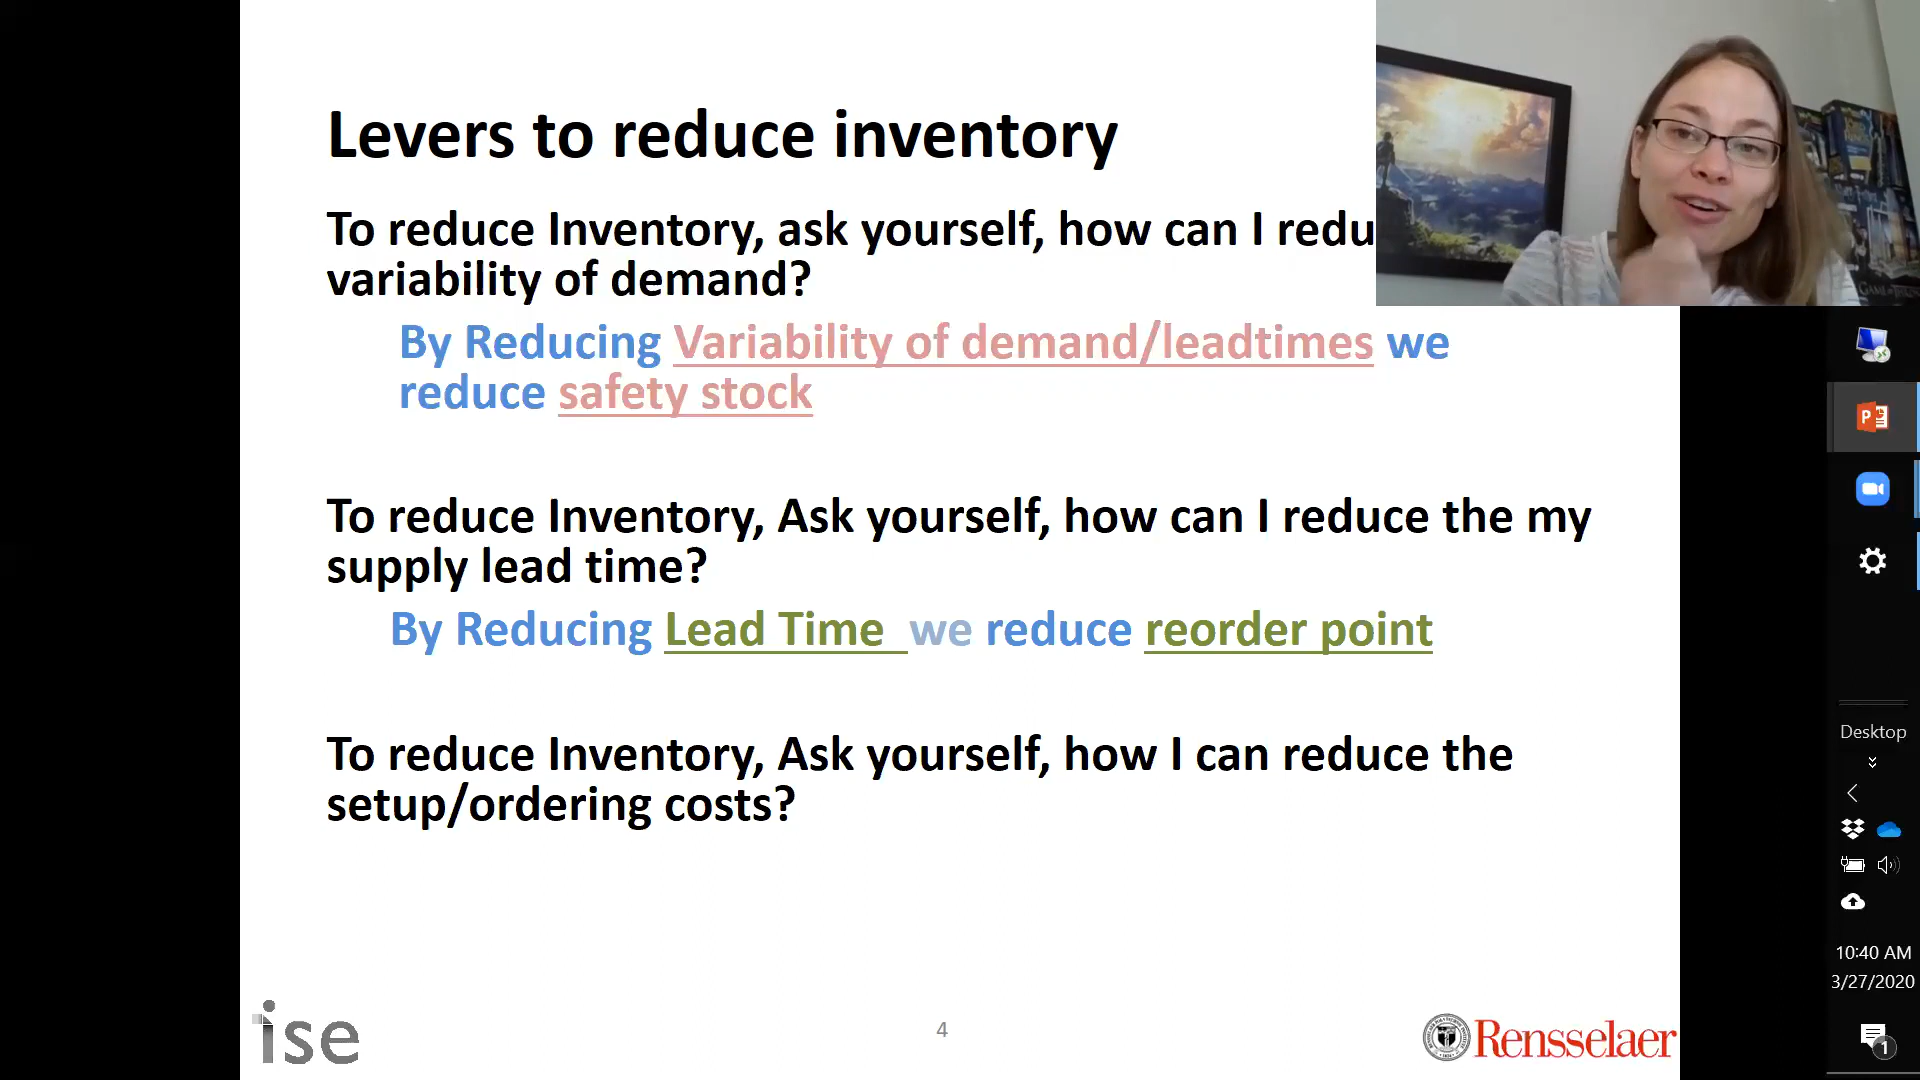 Levers to reduce inventory
To reduce Inventory, ask yourself, how can I redu
variability of demand?
By Reducing Variability of demand/leadtimes we
reduce safety stock
To reduce Inventory, Ask yourself, how can I reduce the my
supply lead time?
By Reducing Lead Time we reduce reorder point
To reduce Inventory, Ask yourself, how I can reduce the
setup/ordering costs?
ise
4
Rensselaer
Desktop
10:40 AM
3/27/2020
1